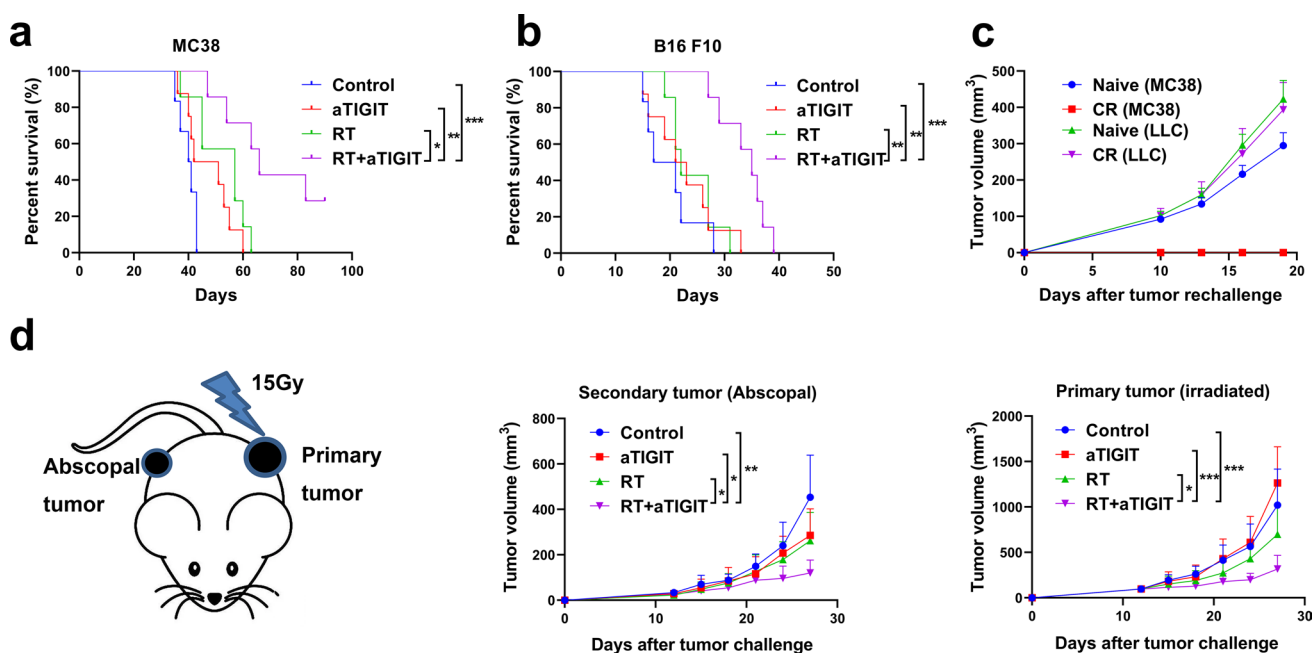 a
MC38
Percent survival (%)
100
80
60
40
20
0
0 20 40 60 80 100
Days
Control
aTIGIT
RT
RT+aTIGIT
*
**
***
b
B16 F10
Percent survival (%)
100
80
60
40
20
0
0 10 20 30 40 50
Days
Control
aTIGIT
RT
RT+aTIGIT
**
**
***
c
Tumor volume (mm³)
500
400
300
200
100
0
0 5 10 15 20
Days after tumor rechallenge
Naive (MC38)
CR (MC38)
Naive (LLC)
CR (LLC)
d
15Gy
Abscopal
tumor
Primary
tumor
Secondary tumor (Abscopal)
Tumor volume (mm³)
800
600
400
200
0
0 10 20 30
Days after tumor challenge
Control
aTIGIT
RT
RT+aTIGIT
*
*
**
Primary tumor (irradiated)
Tumor volume (mm³)
2000
1500
1000
500
0
0 10 20 30
Days after tumor challenge
Control
aTIGIT
RT
RT+aTIGIT
*
***
***